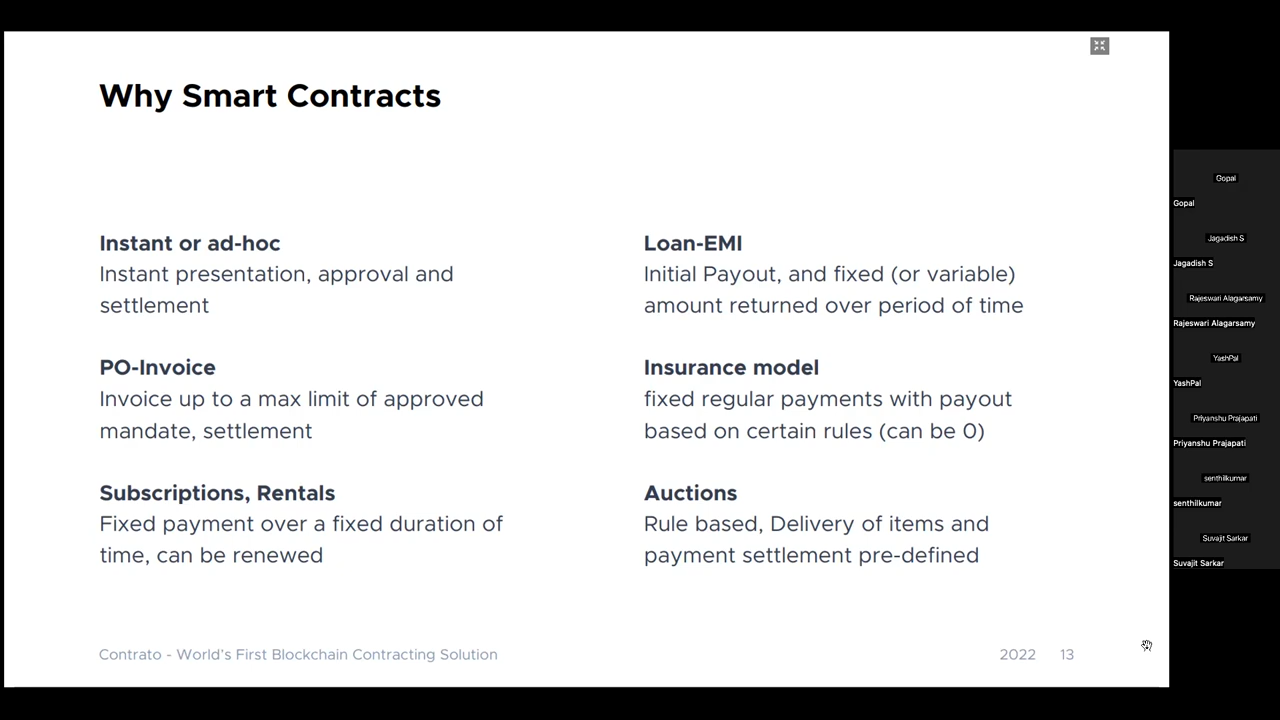 Why Smart Contracts
Instant or ad-hoc
Instant presentation, approval and
settlement
PO-Invoice
Invoice up to a max limit of approved
mandate, settlement
Subscriptions, Rentals
Fixed payment over a fixed duration of
time, can be renewed
Loan-EMI
Initial Payout, and fixed (or variable)
amount returned over period of time
Insurance model
fixed regular payments with payout
based on certain rules (can be 0)
Auctions
Rule based, Delivery of items and
payment settlement pre-defined
Contrato - World's First Blockchain Contracting Solution
2022 13
Gopal
Gopal
Jagadish S
Jagadish S
Rajeswari Alagarsamy
Rajeswari Alagarsamy
YashPal
YashPal
Priyanshu Prajapati
Priyanshu Prajapati
senthilkumar
senthilkumar
Suvajit Sarkar
Suvajit Sarkar